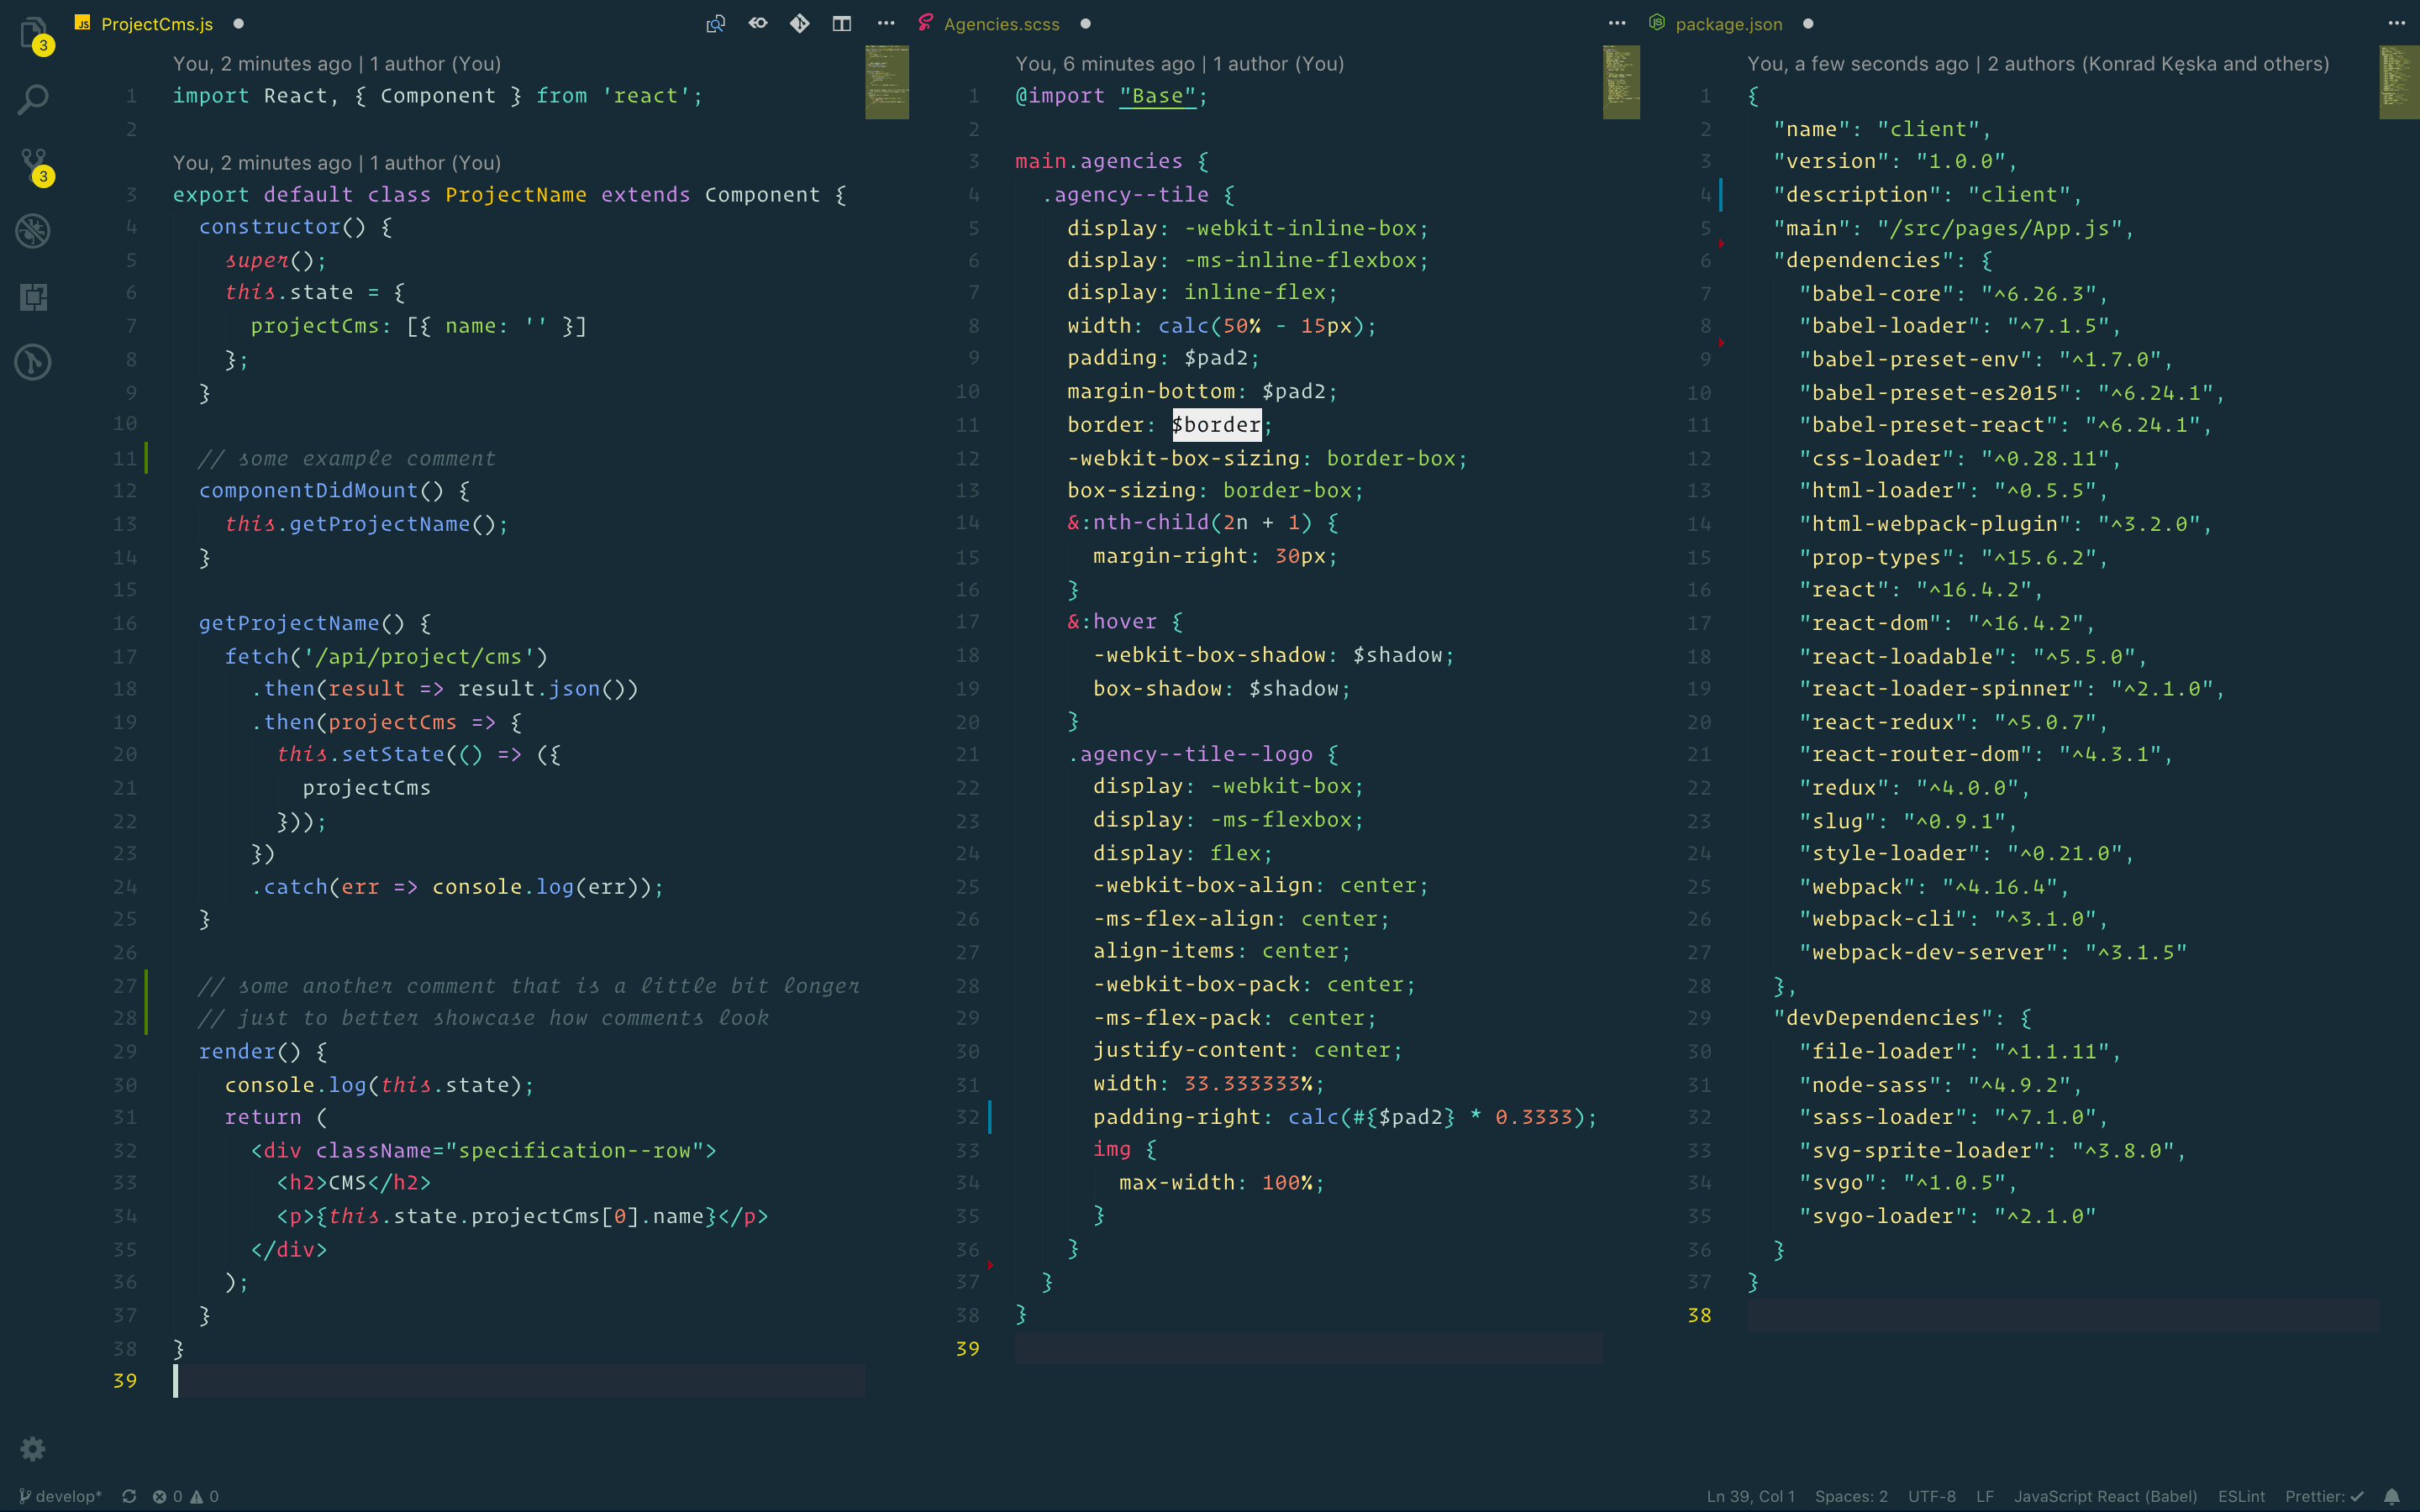 ProjectCms.js
You, 2 minutes ago | 1 author (You)
1 import React, { Component } from 'react';
2
You, 2 minutes ago | 1 author (You)
3 export default class ProjectName extends Component {
4 constructor() {
5 super();
6 this.state = {
7 projectCms: [{ name: '' }]
8 };
9 }
10
11 // some example comment
12 componentDidMount() {
13 this.getProjectName();
14 }
15
16 getProjectName() {
17 fetch('/api/project/cms')
18 .then(result => result.json())
19 .then(projectCms => {
20 this.setState(() => ({
21 projectCms
22 }));
23 })
24 .catch(err => console.log(err));
25 }
26
27 // some another comment that is a little bit longer
28 // just to better showcase how comments look
29 render() {
30 console.log(this.state);
31 return (
32 <div className="specification--row">
33 <h2>CMS</h2>
34 <p>{this.state.projectCms[0].name}</p>
35 </div>
36 );
37 }
38 }
39
Agencies.scss
You, 6 minutes ago | 1 author (You)
1 @import "Base";
2
3 main.agencies {
4 .agency--tile {
5 display: -webkit-inline-box;
6 display: -ms-inline-flexbox;
7 display: inline-flex;
8 width: calc(50% - 15px);
9 padding: $pad2;
10 margin-bottom: $pad2;
11 border: $border;
12 -webkit-box-sizing: border-box;
13 box-sizing: border-box;
14 &:nth-child(2n + 1) {
15 margin-right: 30px;
16 }
17 &:hover {
18 -webkit-box-shadow: $shadow;
19 box-shadow: $shadow;
20 }
21 .agency--tile--logo {
22 display: -webkit-box;
23 display: -ms-flexbox;
24 display: flex;
25 -webkit-box-align: center;
26 -ms-flex-align: center;
27 align-items: center;
28 -webkit-box-pack: center;
29 -ms-flex-pack: center;
30 justify-content: center;
31 width: 33.333333%;
32 padding-right: calc(#{$pad2} * 0.3333);
33 img {
34 max-width: 100%;
35 }
36 }
37 }
38 }
39
package.json
You, a few seconds ago | 2 authors (Konrad Kęska and others)
1 {
2 "name": "client",
3 "version": "1.0.0",
4 "description": "client",
5 "main": "/src/pages/App.js",
6 "dependencies": {
7 "babel-core": "^6.26.3",
8 "babel-loader": "^7.1.5",
9 "babel-preset-env": "^1.7.0",
10 "babel-preset-es2015": "^6.24.1",
11 "babel-preset-react": "^6.24.1",
12 "css-loader": "^0.28.11",
13 "html-loader": "^0.5.5",
14 "html-webpack-plugin": "^3.2.0",
15 "prop-types": "^15.6.2",
16 "react": "^16.4.2",
17 "react-dom": "^16.4.2",
18 "react-loadable": "^5.5.0",
19 "react-loader-spinner": "^2.1.0",
20 "react-redux": "^5.0.7",
21 "react-router-dom": "^4.3.1",
22 "redux": "^4.0.0",
23 "slug": "^0.9.1",
24 "style-loader": "^0.21.0",
25 "webpack": "^4.16.4",
26 "webpack-cli": "^3.1.0",
27 "webpack-dev-server": "^3.1.5"
28 },
29 "devDependencies": {
30 "file-loader": "^1.1.11",
31 "node-sass": "^4.9.2",
32 "sass-loader": "^7.1.0",
33 "svg-sprite-loader": "^3.8.0",
34 "svgo": "^1.0.5",
35 "svgo-loader": "^2.1.0"
36 }
37 }
38
3
3
develop* 0 0
Ln 39, Col 1 Spaces: 2 UTF-8 LF JavaScript React (Babel) ESLint Prettier: ✓